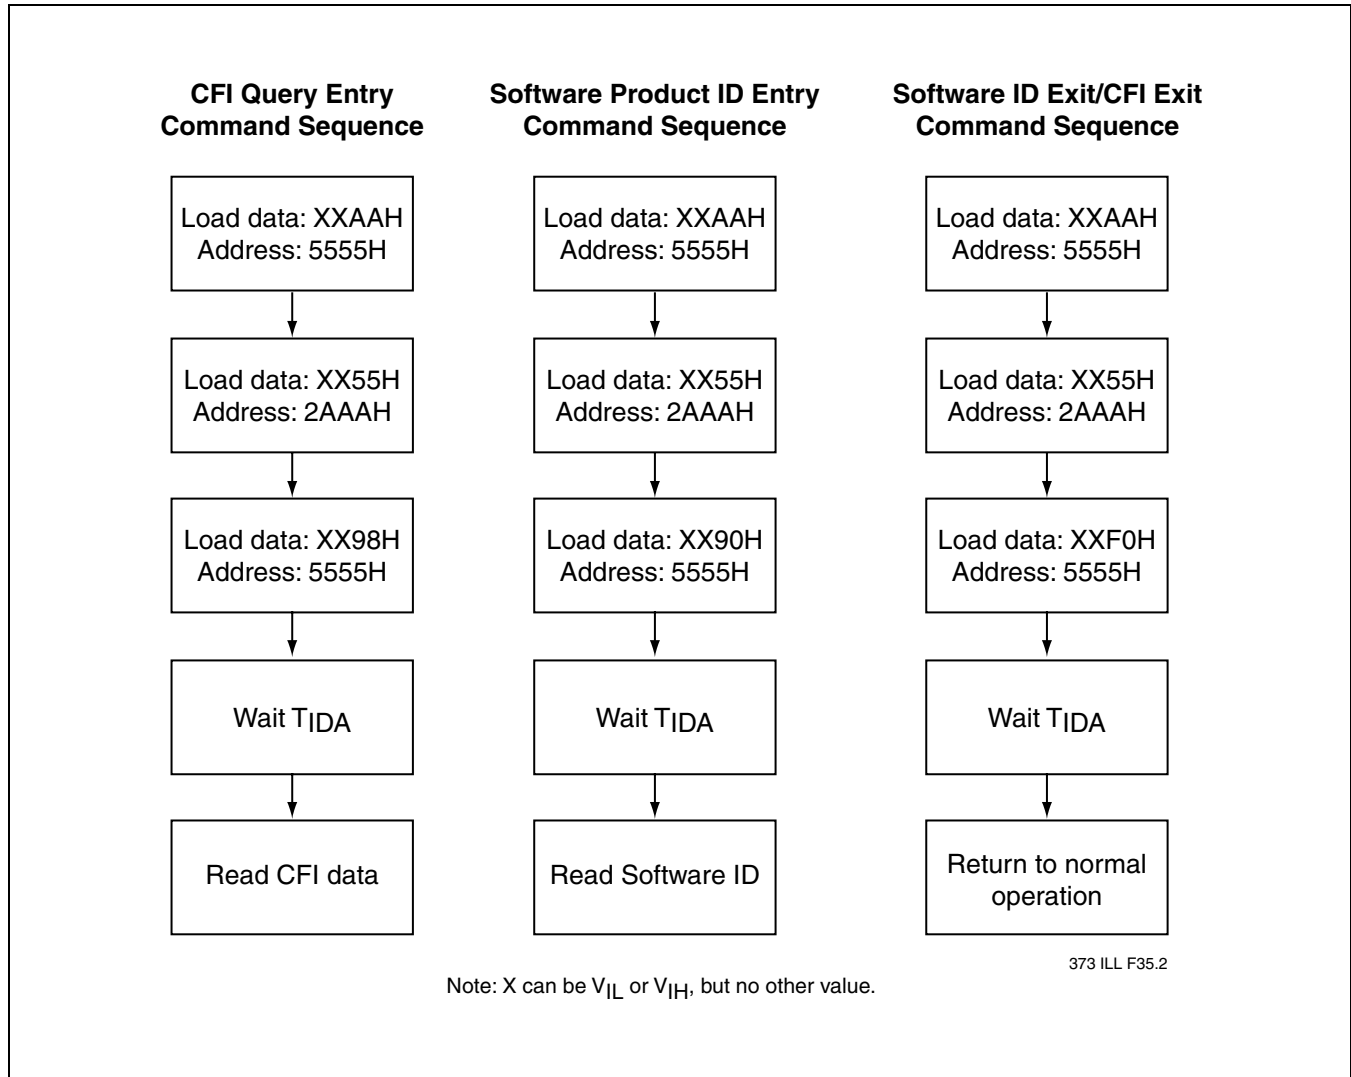 CFI Query Entry
Command Sequence
Load data: XXAAH
Address: 5555H
Load data: XX55H
Address: 2AAAH
Load data: XX98H
Address: 5555H
Wait TIDA
Read CFI data
Software Product ID Entry
Command Sequence
Load data: XXAAH
Address: 5555H
Load data: XX55H
Address: 2AAAH
Load data: XX90H
Address: 5555H
Wait TIDA
Read Software ID
Software ID Exit/CFI Exit
Command Sequence
Load data: XXAAH
Address: 5555H
Load data: XX55H
Address: 2AAAH
Load data: XXF0H
Address: 5555H
Wait TIDA
Return to normal
operation
373 ILL F35.2
Note: X can be VIL or VIH, but no other value.